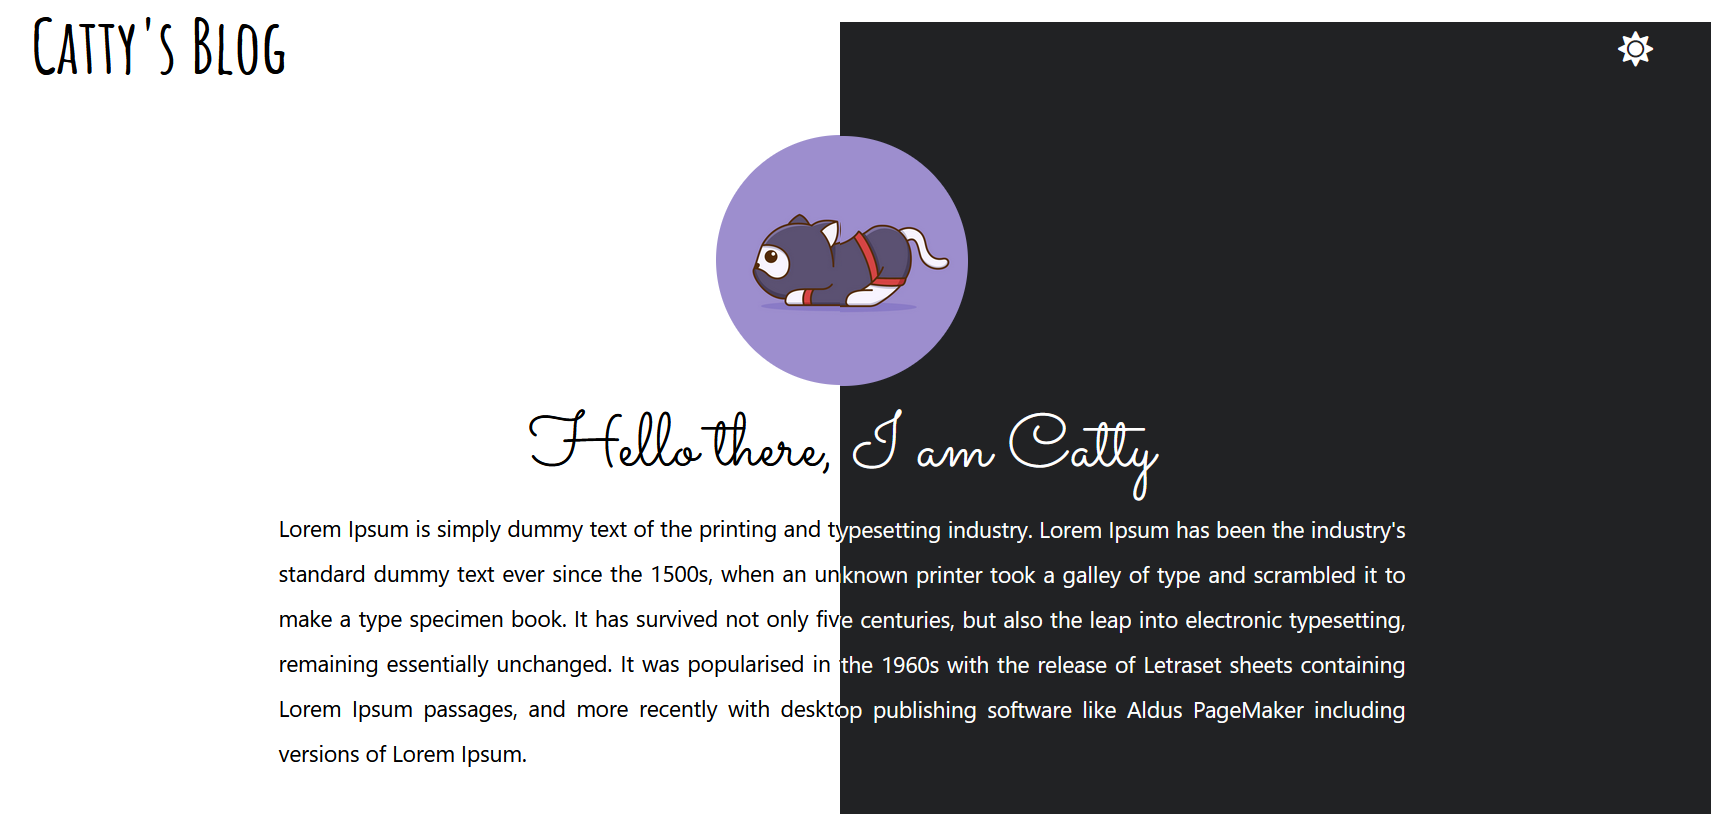 Catty's Blog
Hello there, I am Catty
Lorem Ipsum is simply dummy text of the printing and typesetting industry. Lorem Ipsum has been the industry's
standard dummy text ever since the 1500s, when an unknown printer took a galley of type and scrambled it to
make a type specimen book. It has survived not only five centuries, but also the leap into electronic typesetting,
remaining essentially unchanged. It was popularised in the 1960s with the release of Letraset sheets containing
Lorem Ipsum passages, and more recently with desktop publishing software like Aldus PageMaker including
versions of Lorem Ipsum.